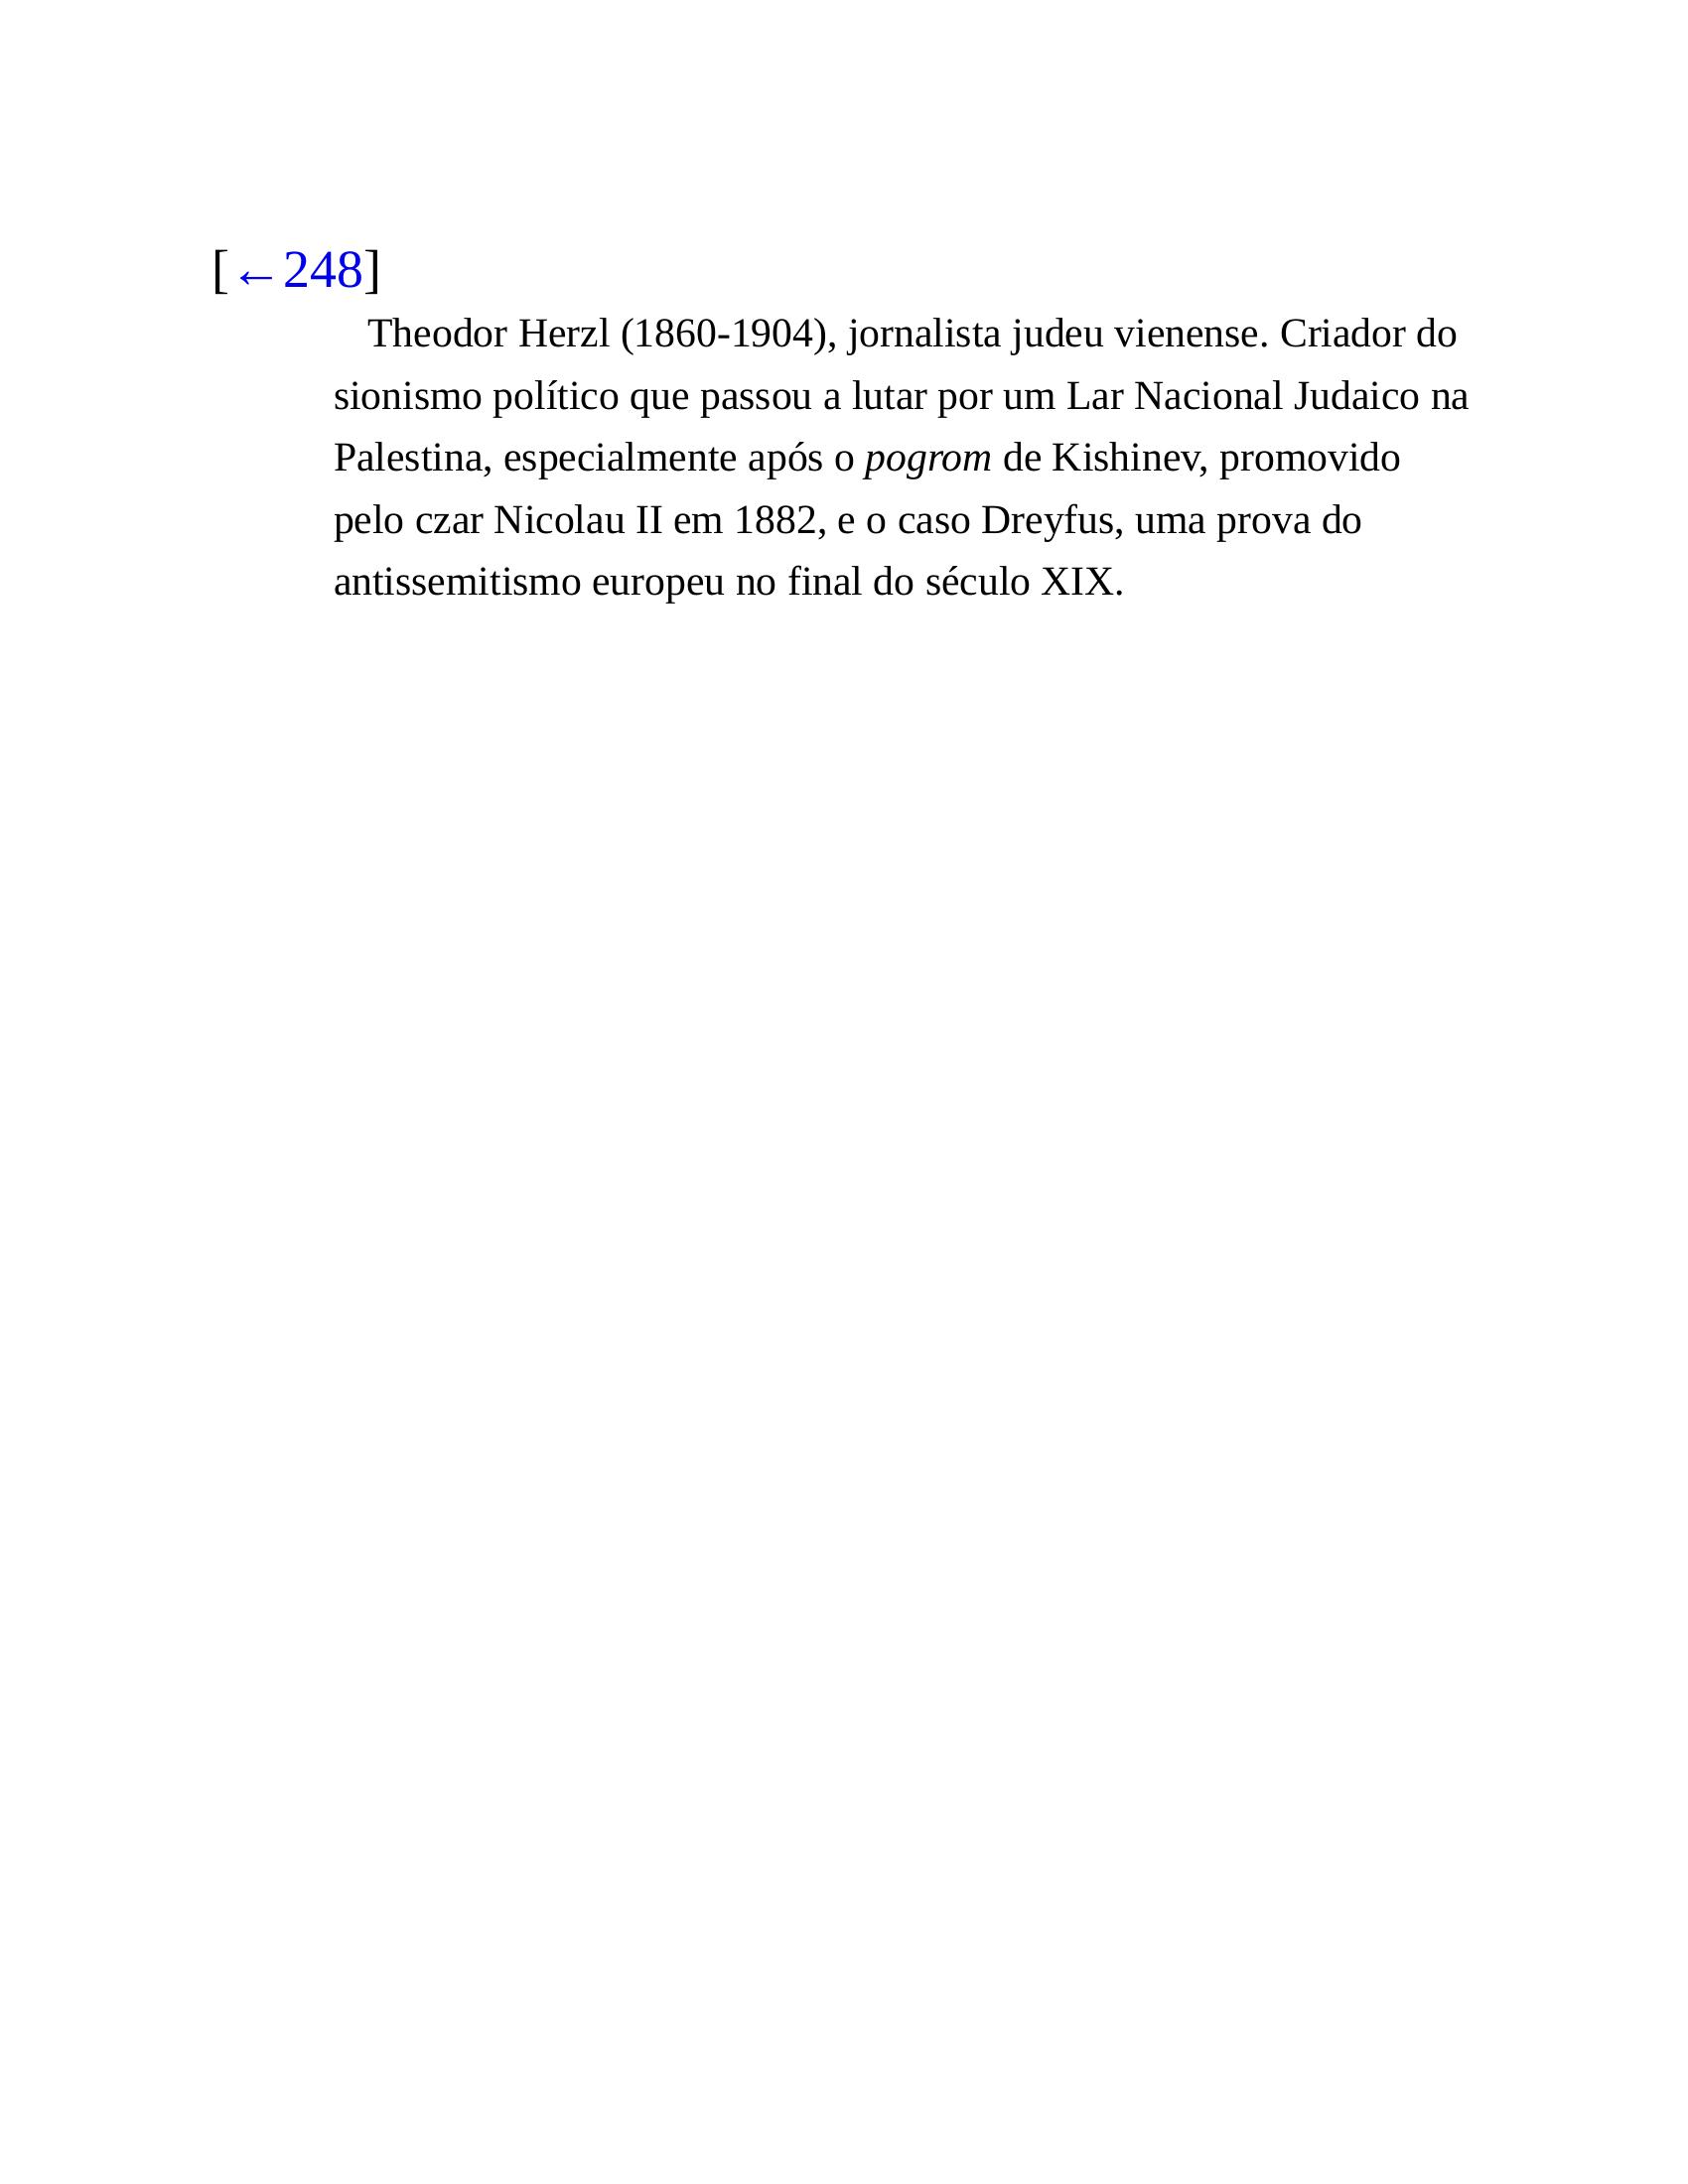 [←248]
Theodor Herzl (1860-1904), jornalista judeu vienense. Criador do
sionismo político que passou a lutar por um Lar Nacional Judaico na
Palestina, especialmente após o pogrom de Kishinev, promovido
pelo czar Nicolau II em 1882, e o caso Dreyfus, uma prova do
antissemitismo europeu no final do século XIX.